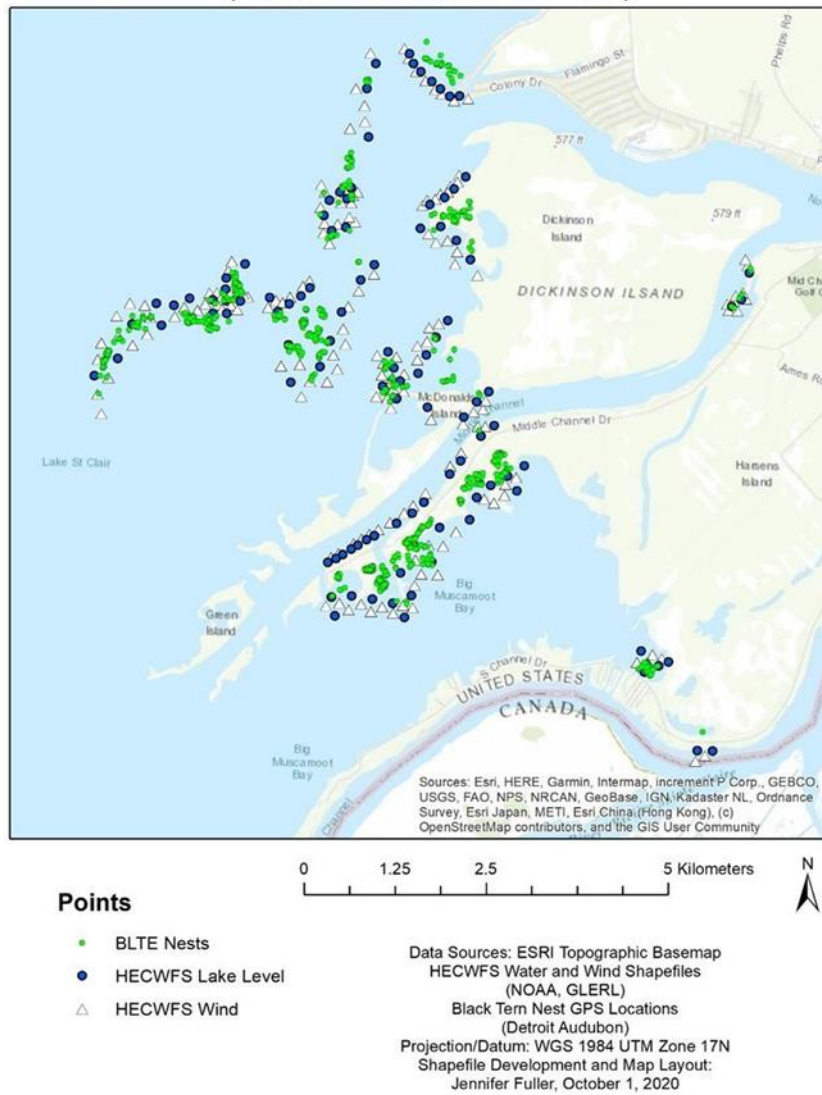 Phelps Rd
Flamingo St
Colony Dr
577 ft
579 ft
Dickinson
Island
DICKINSON ILSAND
Mid Ch
Golf C
Ames Ro
McDonalds
Island
Middle Channel
Middle Channel Dr
Lake St Clair
Harsens
Island
Big
Muscamoot
Bay
Green
Island
S Channel Dr
UNITED STATES
CANADA
Big
Muscamoot
Bay
Channel
Sources: Esri, HERE, Garmin, Intermap, increment P Corp., GEBCO,
USGS, FAO, NPS, NRCAN, GeoBase, IGN, Kadaster NL, Ordnance
Survey, Esri Japan, METI, Esri China (Hong Kong), (c)
OpenStreetMap contributors, and the GIS User Community
0 1.25 2.5 5 Kilometers
N
Points
BLTE Nests
HECWFS Lake Level
HECWFS Wind
Data Sources: ESRI Topographic Basemap
HECWFS Water and Wind Shapefiles
(NOAA, GLERL)
Black Tern Nest GPS Locations
(Detroit Audubon)
Projection/Datum: WGS 1984 UTM Zone 17N
Shapefile Development and Map Layout:
Jennifer Fuller, October 1, 2020